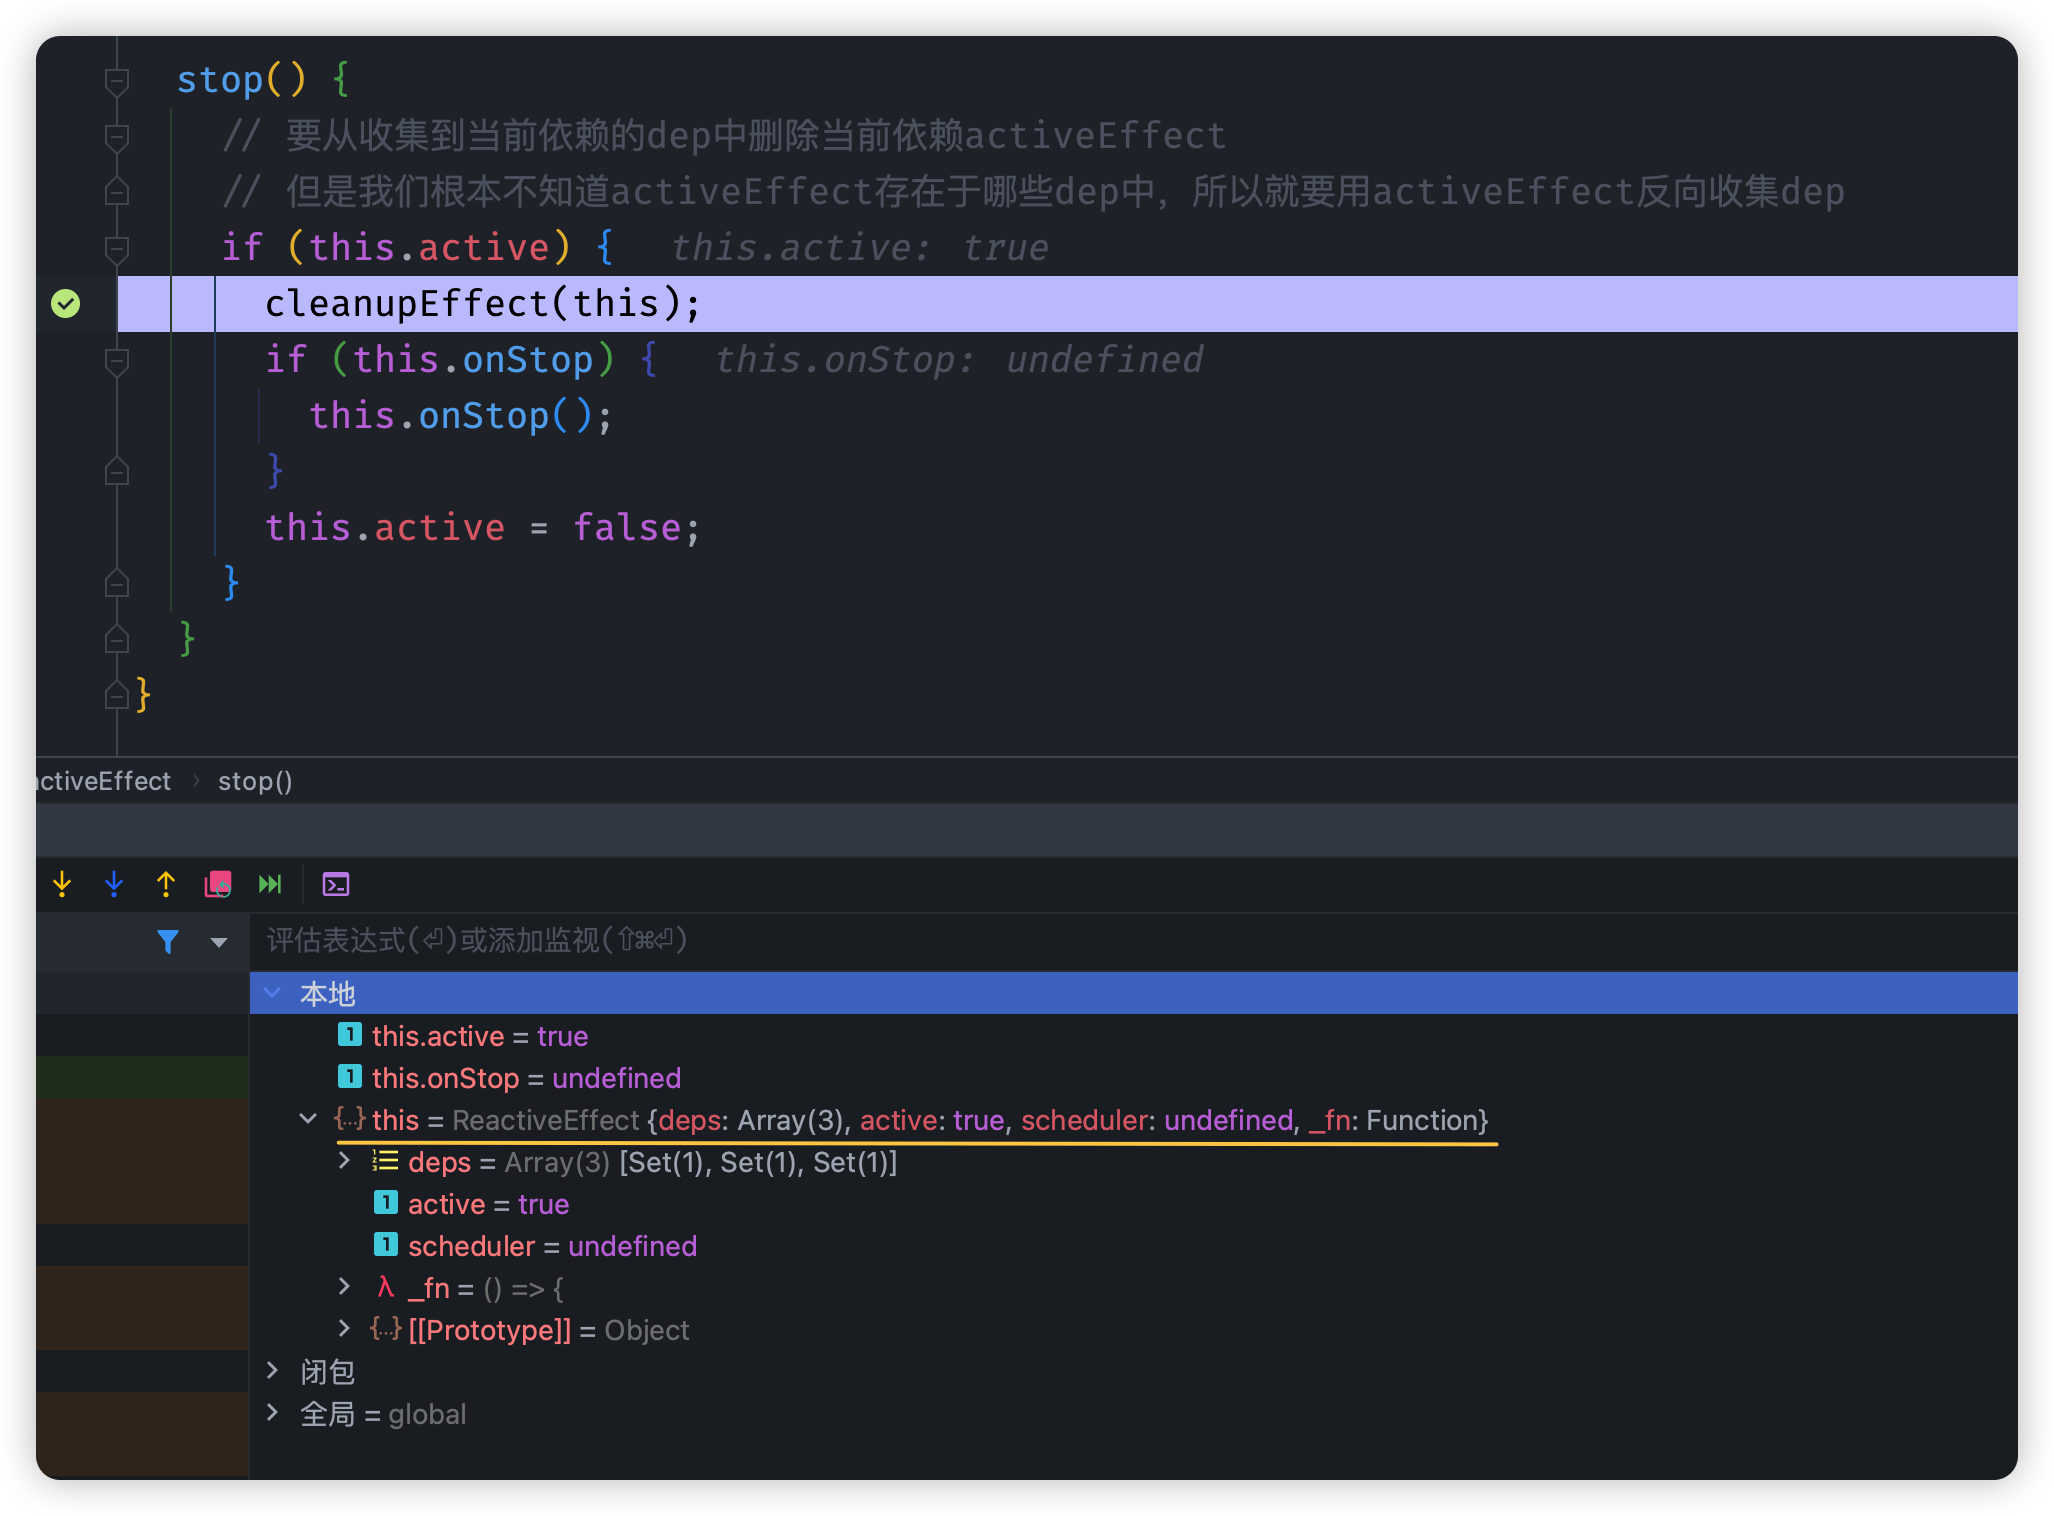 stop() {
// 要从收集到当前依赖的dep中删除当前依赖activeEffect
// 但是我们根本不知道activeEffect存在于哪些dep中，所以就要用activeEffect反向收集dep
if (this.active) {   this.active: true
cleanupEffect(this);
if (this.onStop) {   this.onStop: undefined
this.onStop();
}
this.active = false;
}
}
}
activeEffect › stop()
评估表达式(⏎)或添加监视(⇧⌘⏎)
本地
this.active = true
this.onStop = undefined
this = ReactiveEffect {deps: Array(3), active: true, scheduler: undefined, _fn: Function}
deps = Array(3) [Set(1), Set(1), Set(1)]
active = true
scheduler = undefined
λ _fn = () => {
{...} [[Prototype]] = Object
闭包
全局 = global